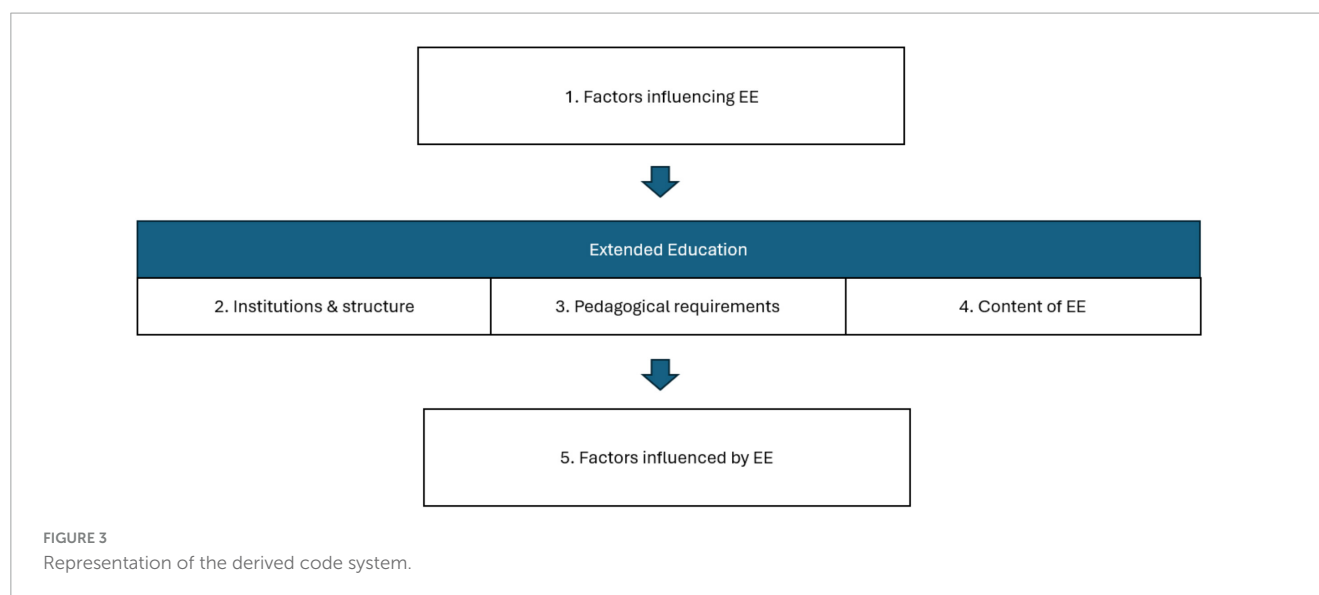 1. Factors influencing EE
Extended Education
2. Institutions & structure
3. Pedagogical requirements
4. Content of EE
5. Factors influenced by EE
FIGURE 3
Representation of the derived code system.